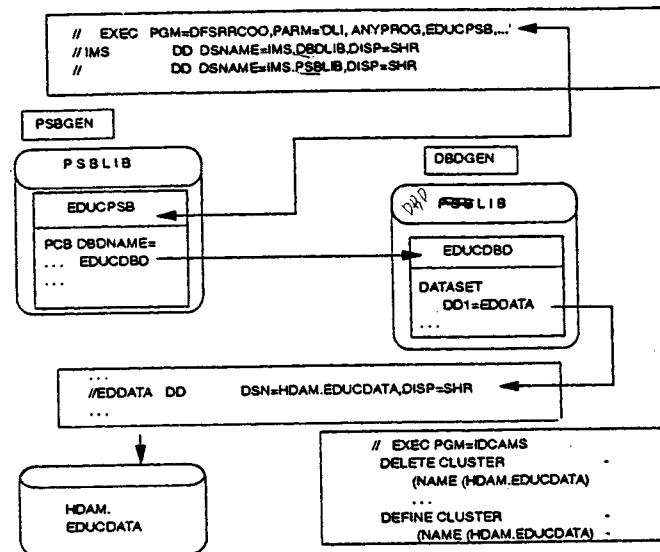 // EXEC PGM=DFSRRCOO,PARM='DLI, ANYPROG,EDUCPSB,...'
// IMS DD DSNAME=IMS.DBDLIB,DISP=SHR
// DD DSNAME=IMS.PSBLIB,DISP=SHR
PSBGEN
PSBLIB
EDUCPSB
PCB DBDNAME=
... EDUCDBD
...
DBDGEN
DBD PSBLIB
EDUCDBD
DATASET
DD1=EDDATA
...
...
//EDDATA DD DSN=HDAM.EDUCDATA,DISP=SHR
...
HDAM.
EDUCDATA
// EXEC PGM=IDCAMS
DELETE CLUSTER -
(NAME (HDAM.EDUCDATA)
...
DEFINE CLUSTER -
(NAME (HDAM.EDUCDATA) -